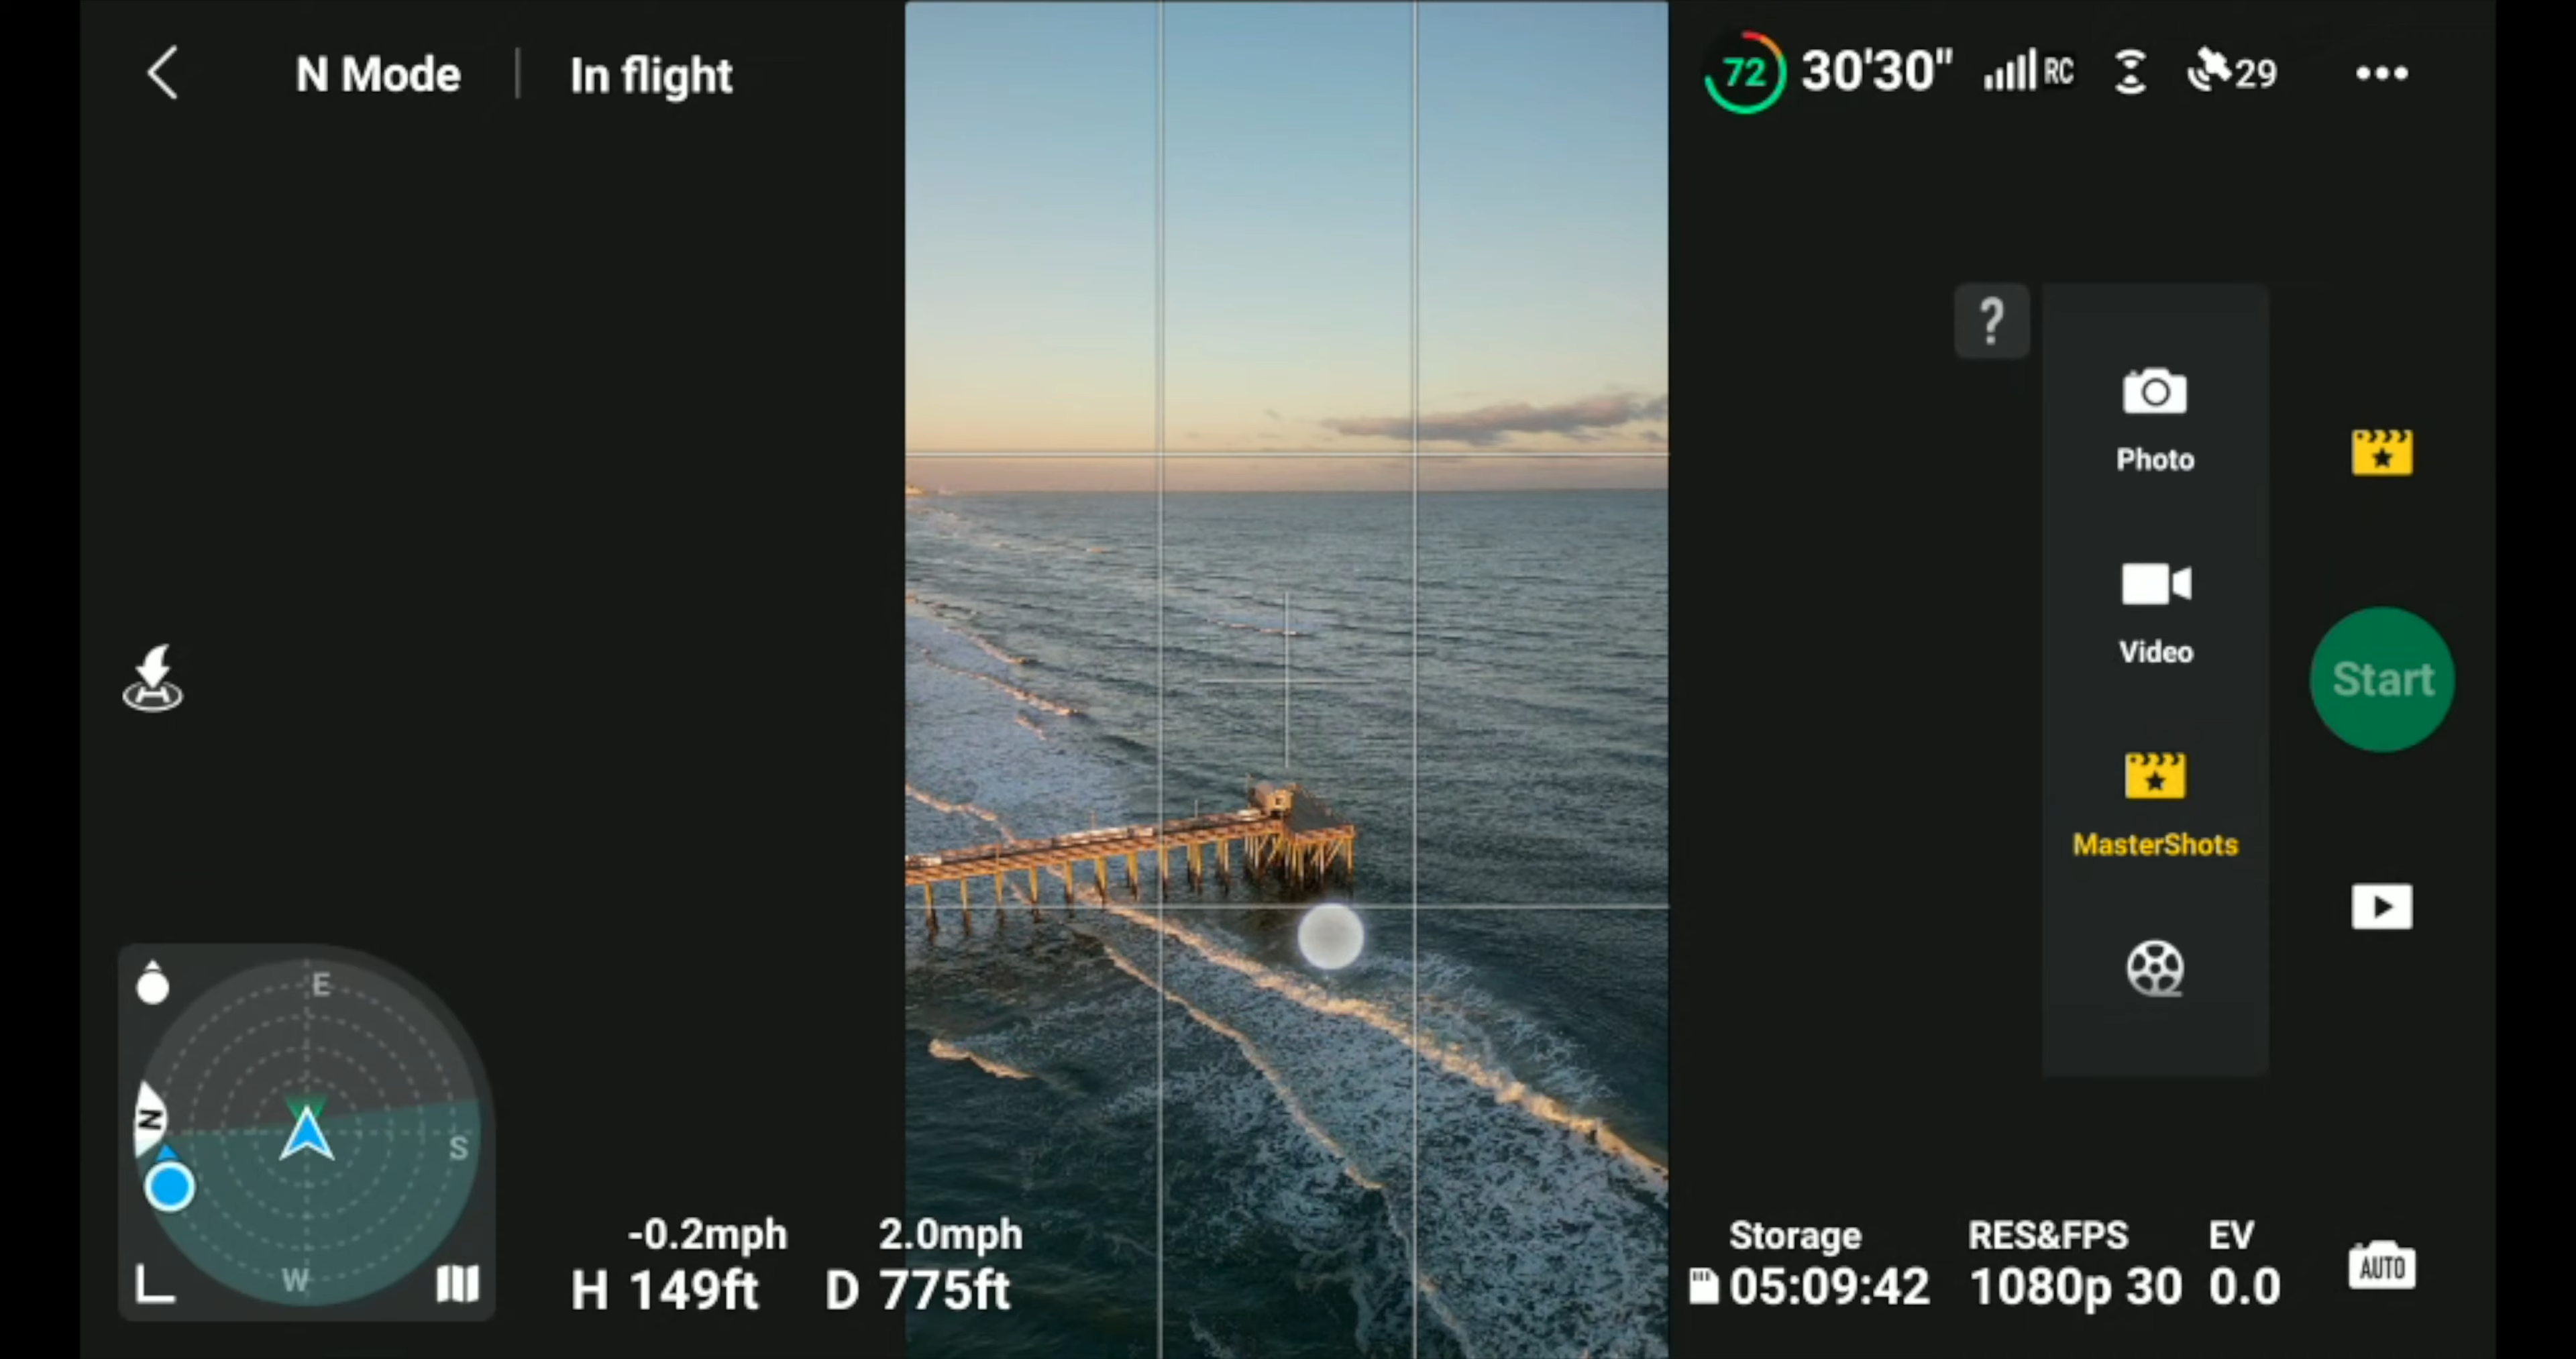 N Mode
In flight
72
30'30"
RC
29
?
Photo
Video
MasterShots
Start
E
N
S
W
-0.2mph
2.0mph
H 149ft
D 775ft
Storage
05:09:42
RES&FPS
1080p 30
EV
0.0
AUTO